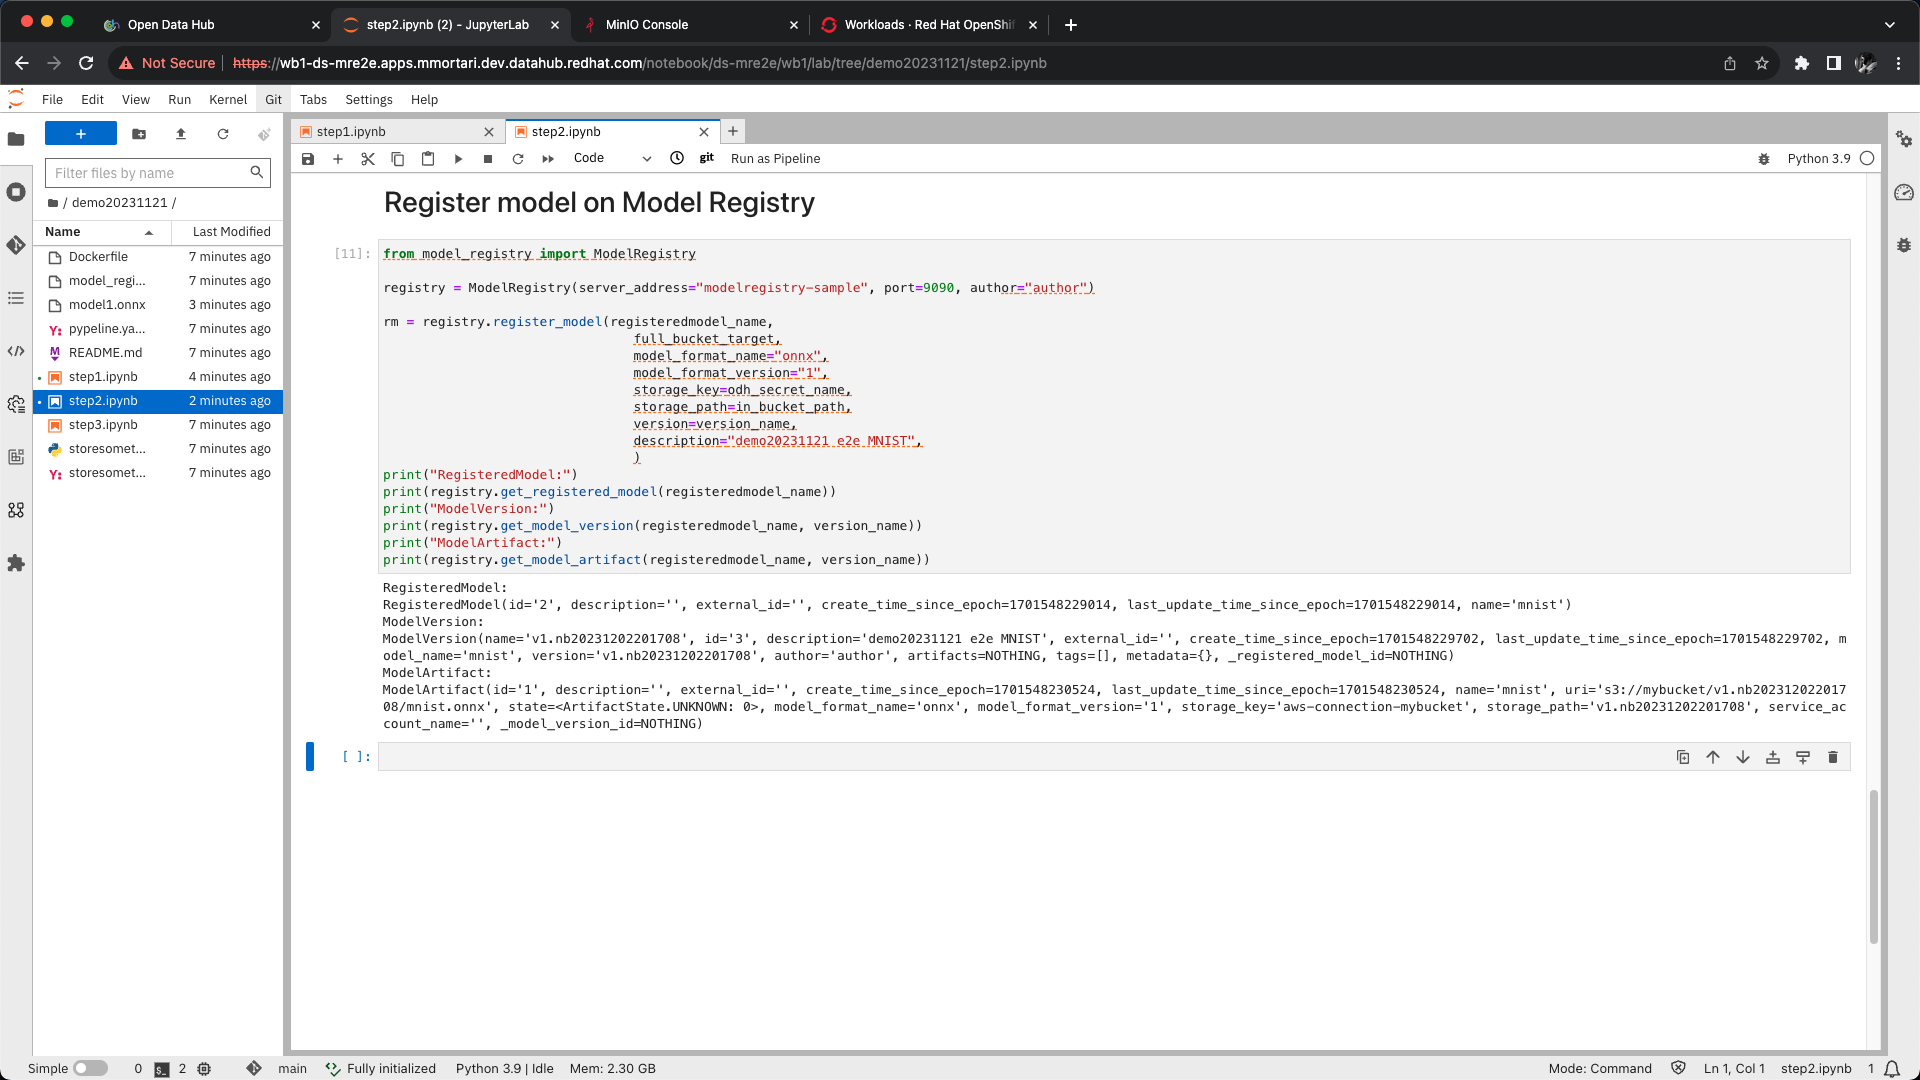 Open Data Hub
step2.ipynb (2) - JupyterLab
MinIO Console
Workloads · Red Hat OpenShif
Not Secure
https://wb1-ds-mre2e.apps.mmortari.dev.datahub.redhat.com/notebook/ds-mre2e/wb1/lab/tree/demo20231121/step2.ipynb
File Edit View Run Kernel Git Tabs Settings Help
step1.ipynb
step2.ipynb
Code
git
Run as Pipeline
Python 3.9
Filter files by name
/ demo20231121 /
Name Last Modified
Dockerfile 7 minutes ago
model_regi... 7 minutes ago
model1.onnx 3 minutes ago
Y: pypeline.ya... 7 minutes ago
M README.md 7 minutes ago
step1.ipynb 4 minutes ago
step2.ipynb 2 minutes ago
step3.ipynb 7 minutes ago
storesomet... 7 minutes ago
Y: storesomet... 7 minutes ago
Register model on Model Registry
[11]: from model_registry import ModelRegistry
registry = ModelRegistry(server_address="modelregistry-sample", port=9090, author="author")
rm = registry.register_model(registeredmodel_name,
full_bucket_target,
model_format_name="onnx",
model_format_version="1",
storage_key=odh_secret_name,
storage_path=in_bucket_path,
version=version_name,
description="demo20231121 e2e MNIST",
)
print("RegisteredModel:")
print(registry.get_registered_model(registeredmodel_name))
print("ModelVersion:")
print(registry.get_model_version(registeredmodel_name, version_name))
print("ModelArtifact:")
print(registry.get_model_artifact(registeredmodel_name, version_name))
RegisteredModel:
RegisteredModel(id='2', description='', external_id='', create_time_since_epoch=1701548229014, last_update_time_since_epoch=1701548229014, name='mnist')
ModelVersion:
ModelVersion(name='v1.nb20231202201708', id='3', description='demo20231121 e2e MNIST', external_id='', create_time_since_epoch=1701548229702, last_update_time_since_epoch=1701548229702, m
odel_name='mnist', version='v1.nb20231202201708', author='author', artifacts=NOTHING, tags=[], metadata={}, _registered_model_id=NOTHING)
ModelArtifact:
ModelArtifact(id='1', description='', external_id='', create_time_since_epoch=1701548230524, last_update_time_since_epoch=1701548230524, name='mnist', uri='s3://mybucket/v1.nb202312022017
08/mnist.onnx', state=<ArtifactState.UNKNOWN: 0>, model_format_name='onnx', model_format_version='1', storage_key='aws-connection-mybucket', storage_path='v1.nb20231202201708', service_ac
count_name='', _model_version_id=NOTHING)
[ ]:
Simple 0 $_ 2 main Fully initialized Python 3.9 | Idle Mem: 2.30 GB Mode: Command Ln 1, Col 1 step2.ipynb 1